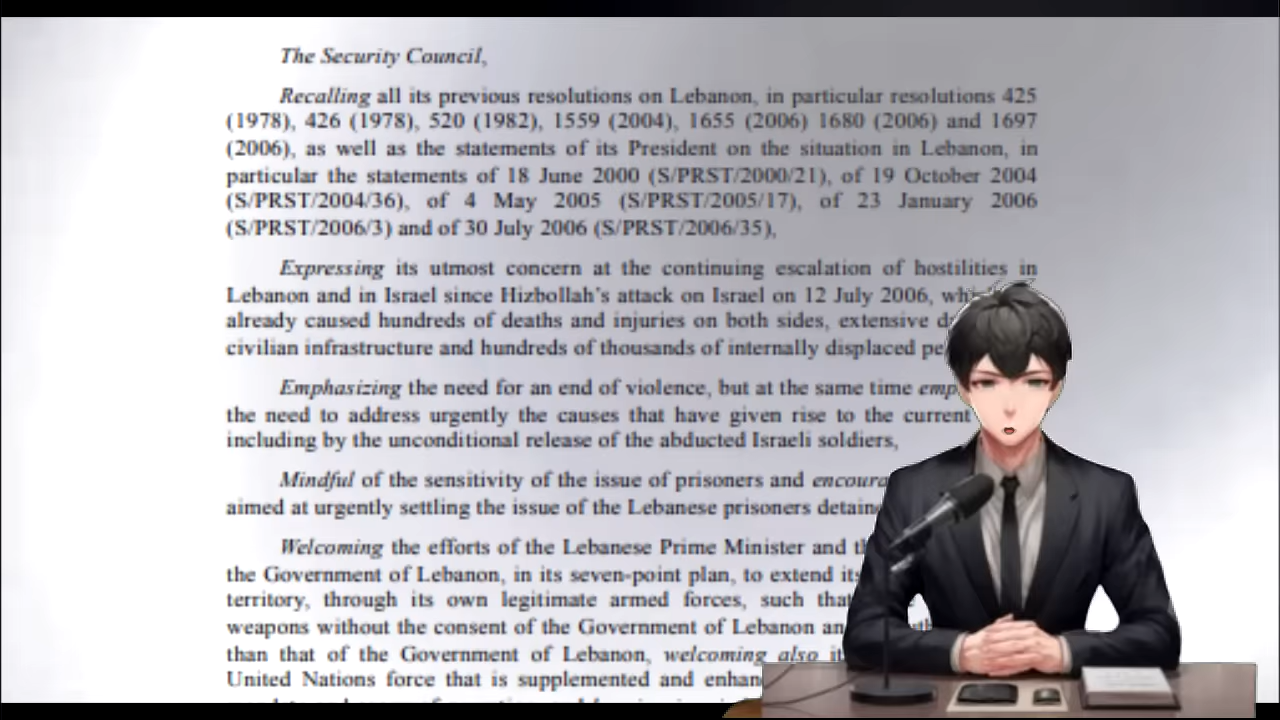 The Security Council,
Recalling all its previous resolutions on Lebanon, in particular resolutions 425
(1978), 426 (1978), 520 (1982), 1559 (2004), 1655 (2006) 1680 (2006) and 1697
(2006), as well as the statements of its President on the situation in Lebanon, in
particular the statements of 18 June 2000 (S/PRST/2000/21), of 19 October 2004
(S/PRST/2004/36), of 4 May 2005 (S/PRST/2005/17), of 23 January 2006
(S/PRST/2006/3) and of 30 July 2006 (S/PRST/2006/35),
Expressing its utmost concern at the continuing escalation of hostilities in
Lebanon and in Israel since Hizbollah's attack on Israel on 12 July 2006,
already caused hundreds of deaths and injuries on both sides, extensive
civilian infrastructure and hundreds of thousands of internally displaced
Emphasizing the need for an end of violence, but at the same time
the need to address urgently the causes that have given rise to the current
including by the unconditional release of the abducted Israeli soldiers,
Mindful of the sensitivity of the issue of prisoners and
aimed at urgently settling the issue of the Lebanese prisoners
Welcoming the efforts of the Lebanese Prime Minister and
the Government of Lebanon, in its seven-point plan, to extend its
territory, through its own legitimate armed forces, such that
weapons without the consent of the Government of Lebanon
than that of the Government of Lebanon, welcoming also
United Nations force that is supplemented and